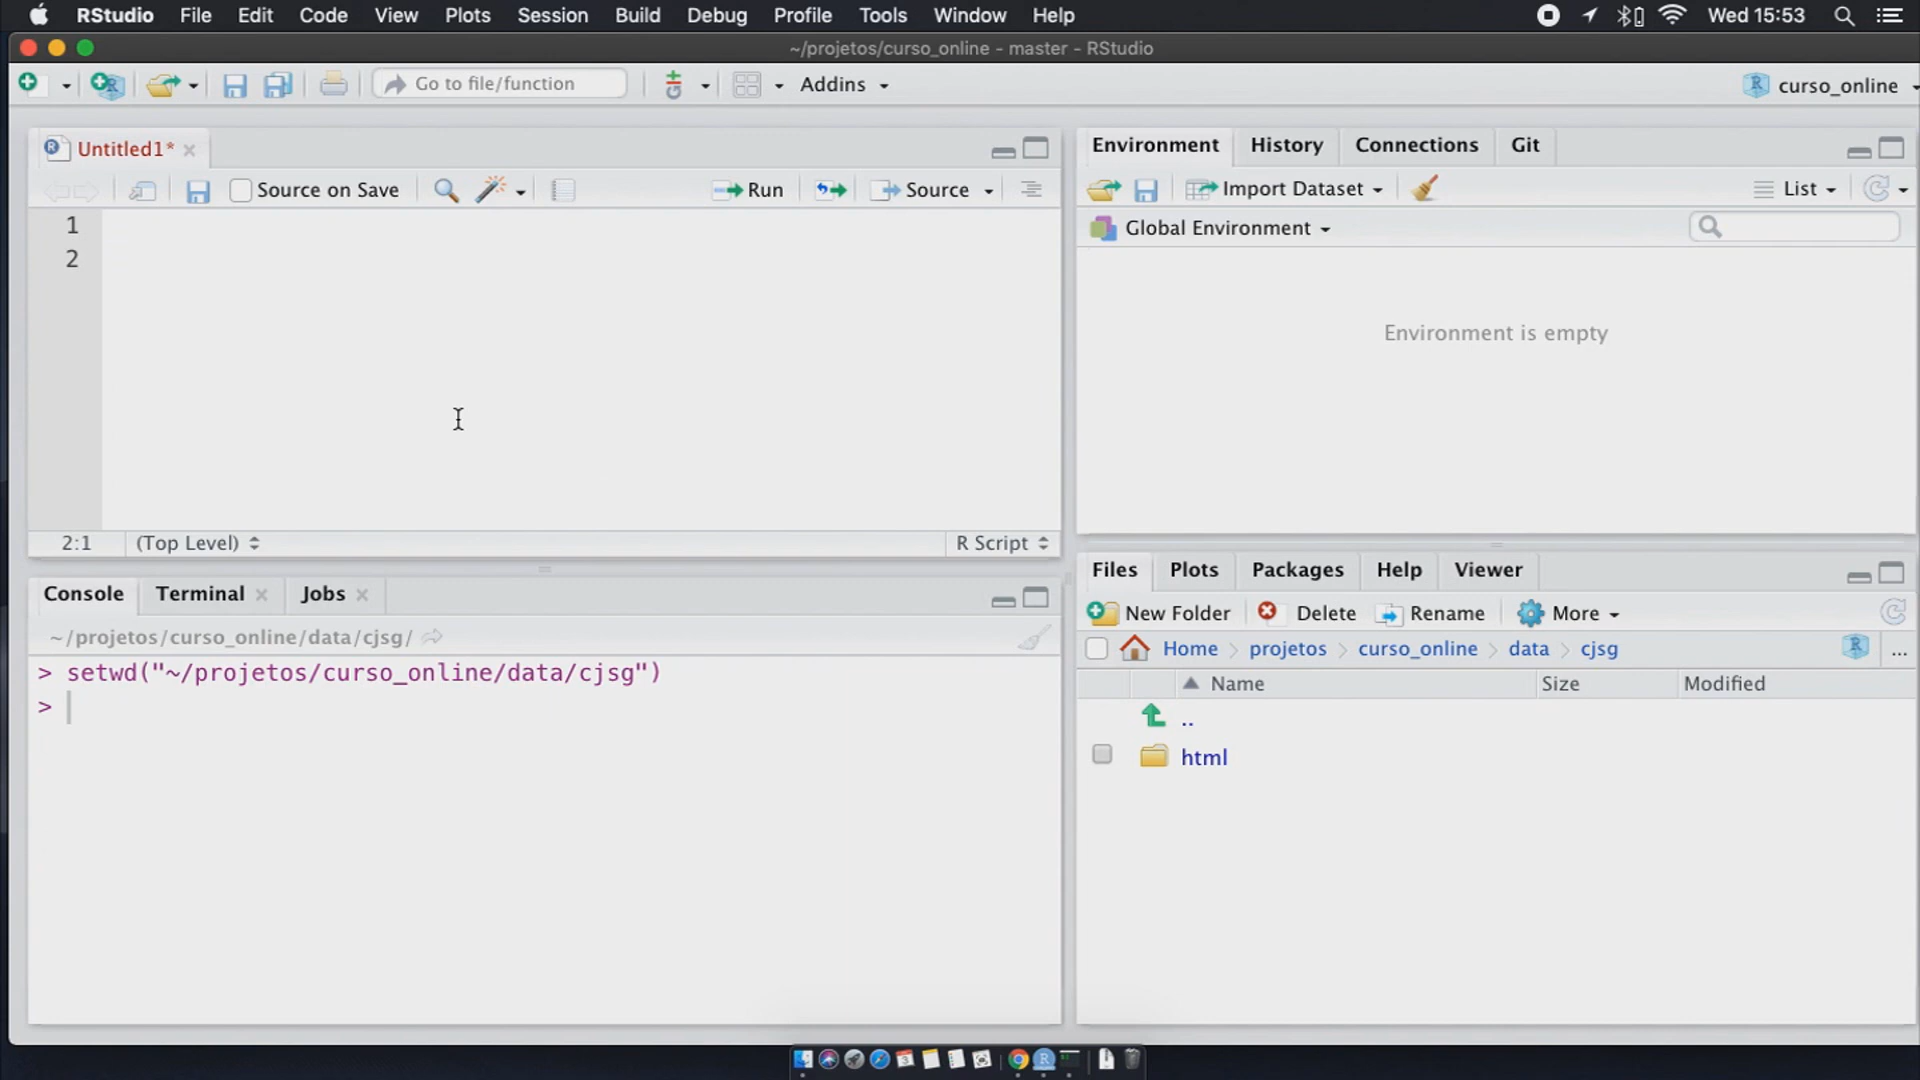 RStudio File Edit Code View Plots Session Build Debug Profile Tools Window Help Wed 15:53
~/projetos/curso_online - master - RStudio
Go to file/function Addins curso_online
Untitled1*
Source on Save Run Source
1
2
2:1 (Top Level) R Script
Console Terminal Jobs
~/projetos/curso_online/data/cjsg/
> setwd("~/projetos/curso_online/data/cjsg")
>
Environment History Connections Git
Import Dataset List
Global Environment
Environment is empty
Files Plots Packages Help Viewer
New Folder Delete Rename More
Home projetos curso_online data cjsg ...
Name Size Modified
..
html